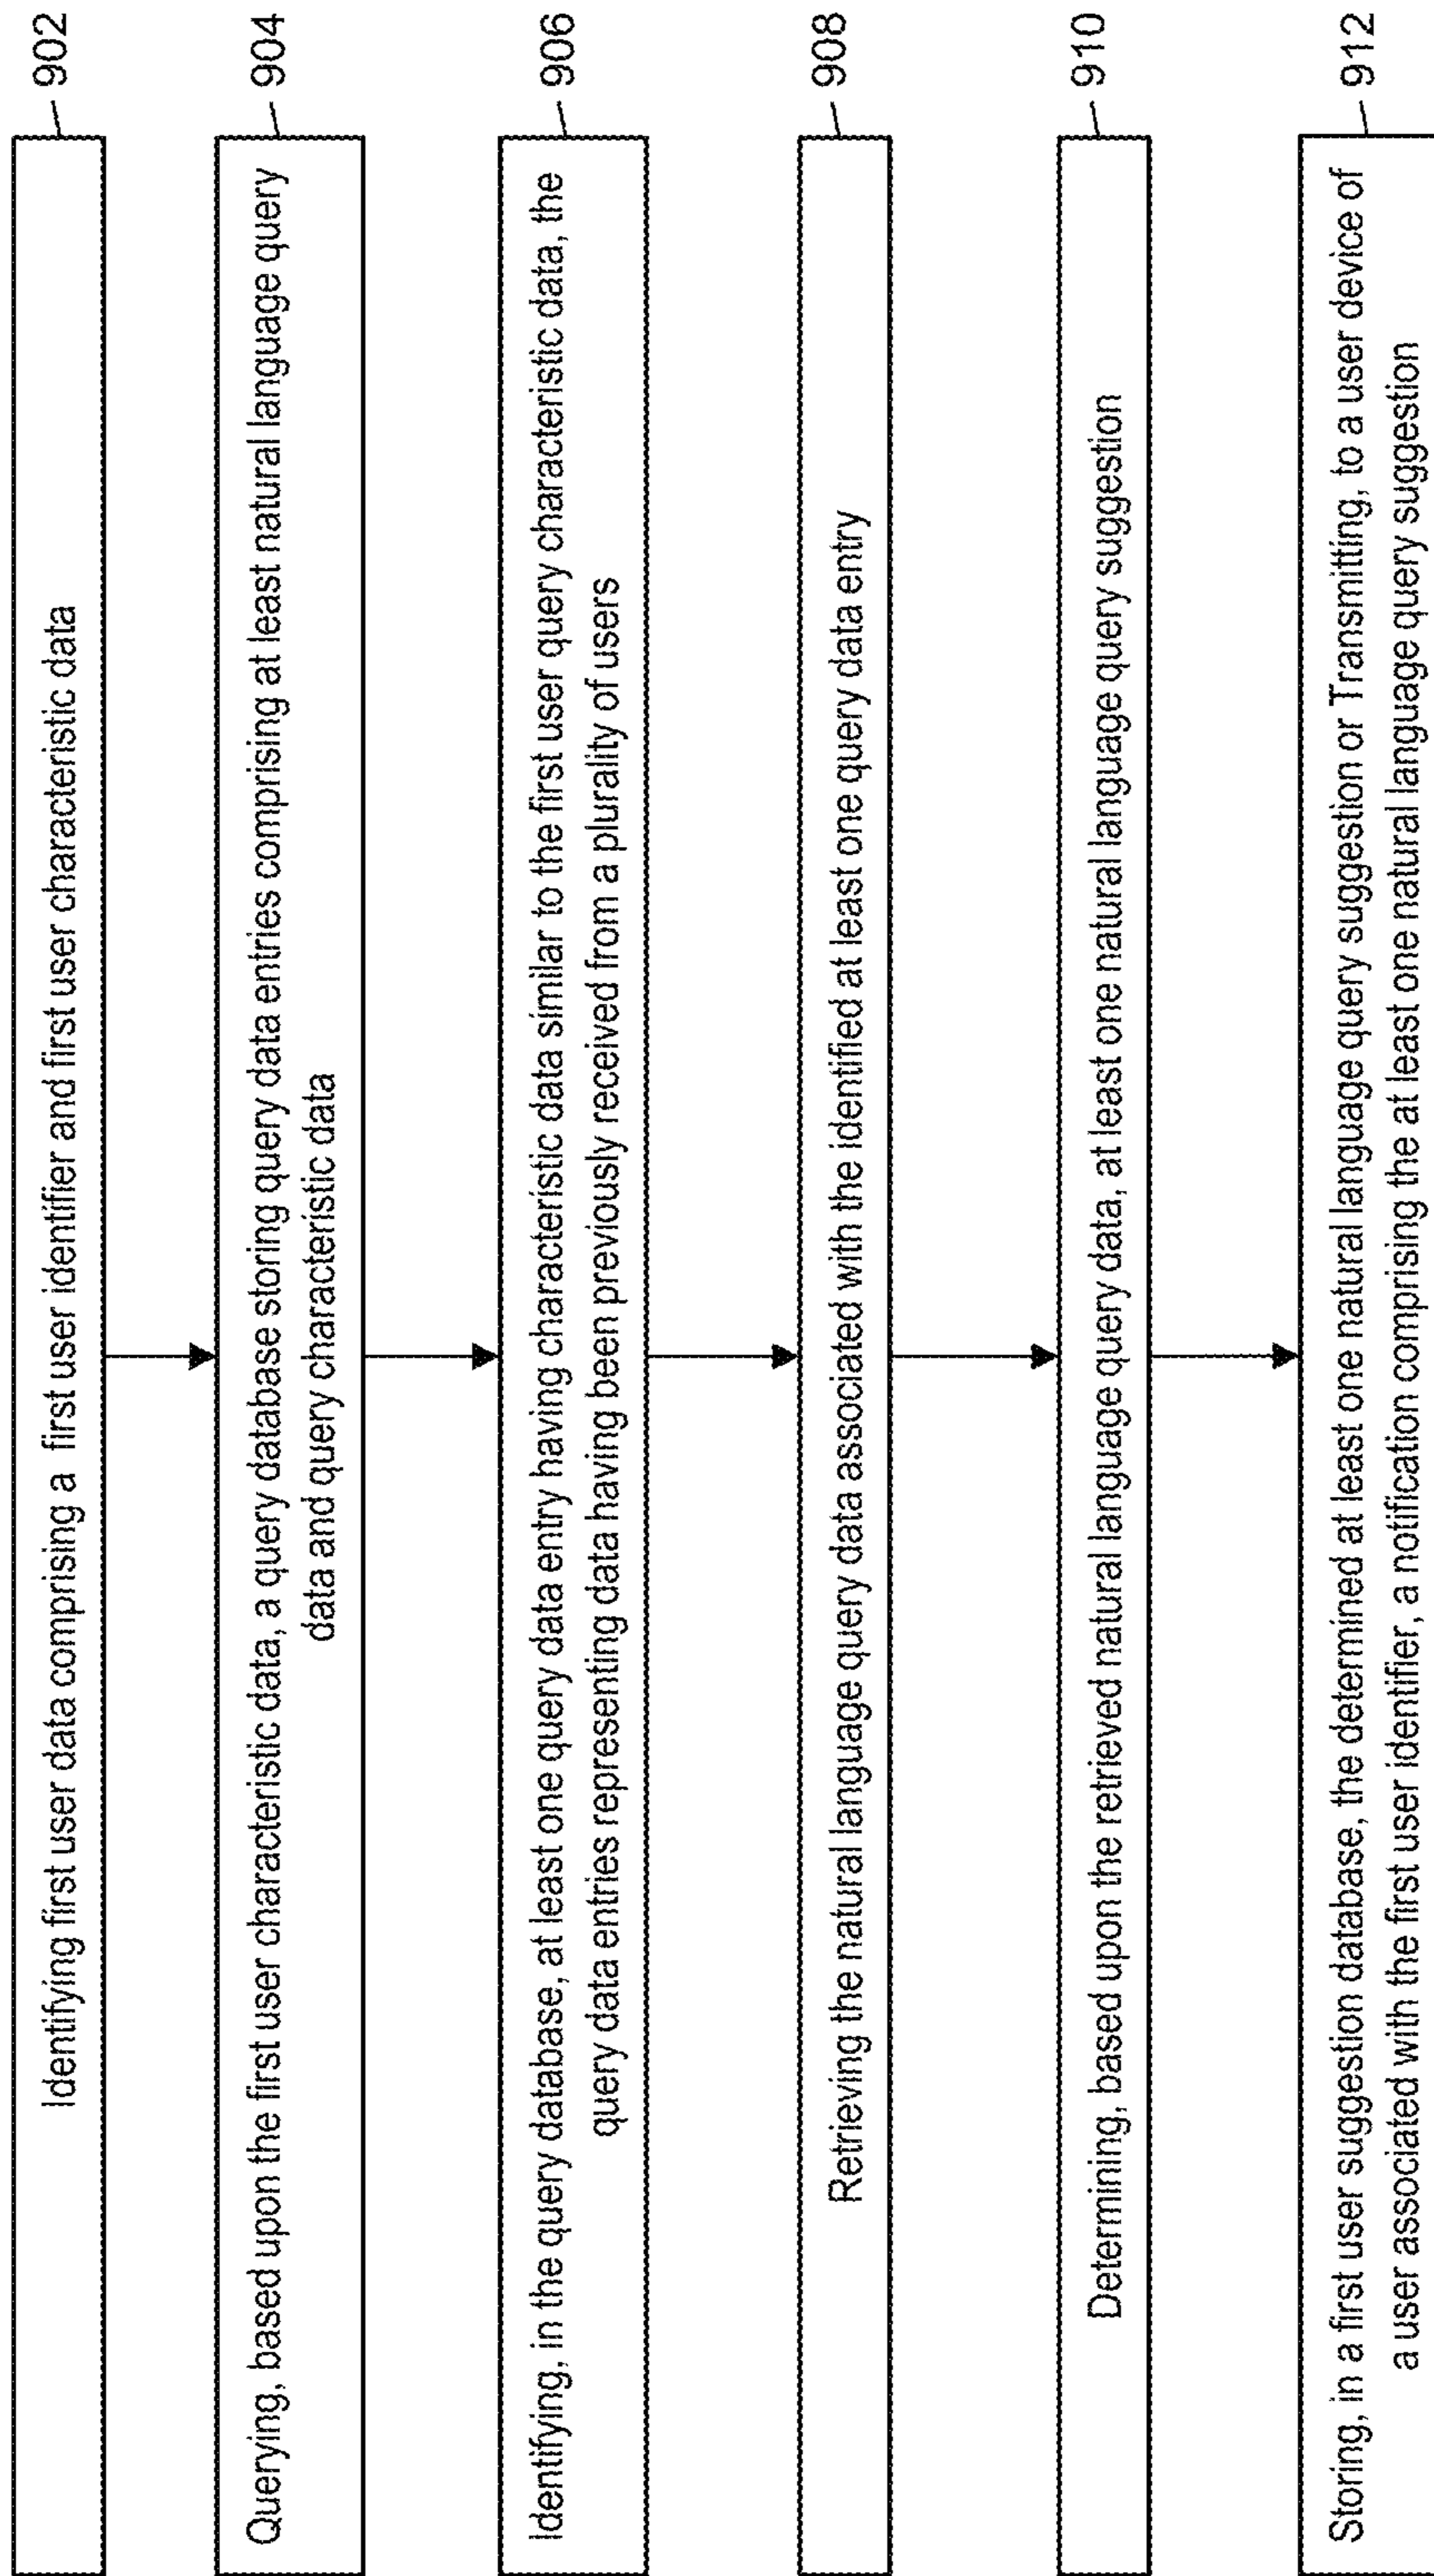 Identifying first user data comprising a first user identifier and first user characteristic data
902
Querying, based upon the first user characteristic data, a query database storing query data entries comprising at least natural language query
data and query characteristic data
904
Identifying, in the query database, at least one query data entry having characteristic data similar to the first user query characteristic data, the
query data entries representing data having been previously received from a plurality of users
906
Retrieving the natural language query data associated with the identified at least one query data entry
908
Determining, based upon the retrieved natural language query data, at least one natural language query suggestion
910
Storing, in a first user suggestion database, the determined at least one natural language query suggestion or Transmitting, to a user device of
a user associated with the first user identifier, a notification comprising the at least one natural language query suggestion
912